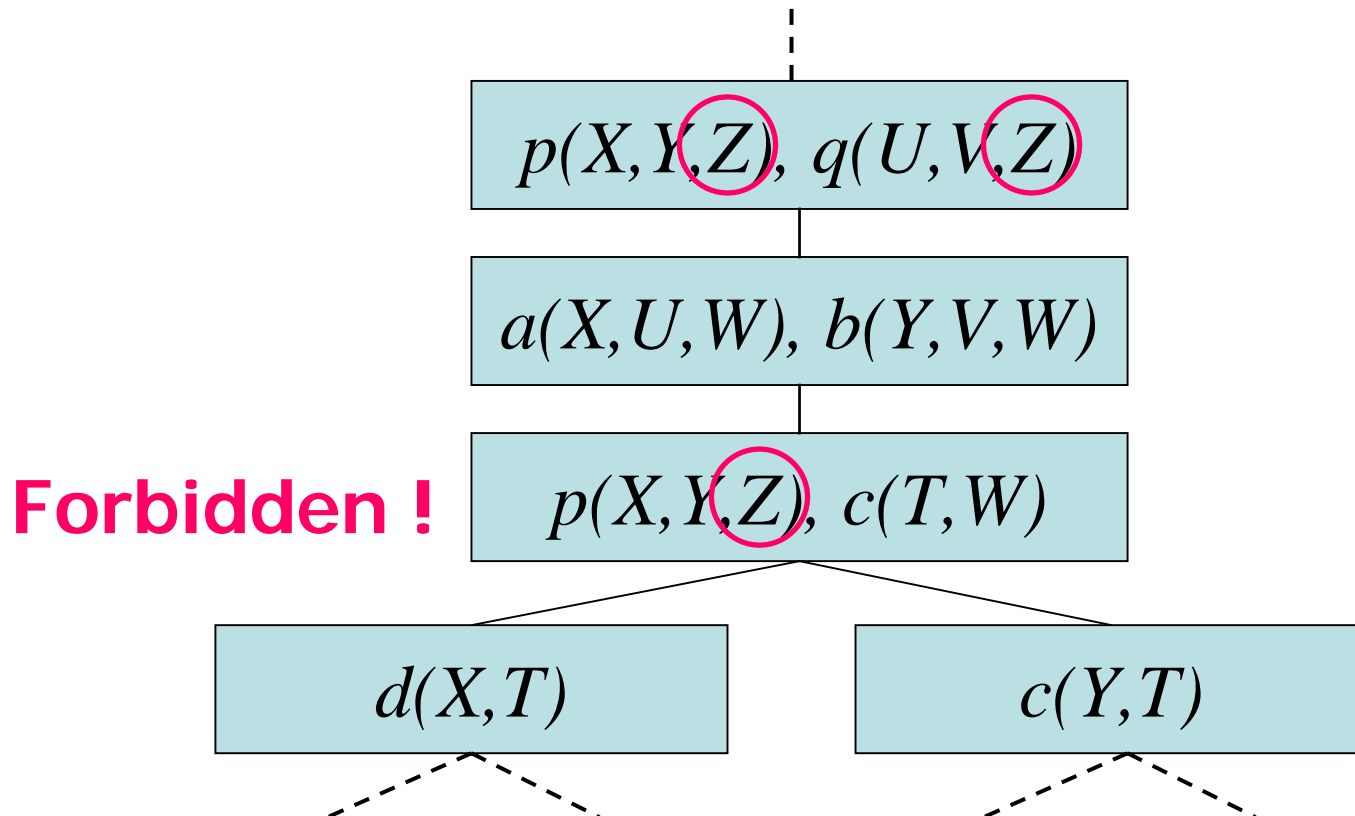 p(X,Y,Z), q(U,V,Z)
a(X,U,W), b(Y,V,W)
Forbidden !
p(X,Y,Z), c(T,W)
d(X,T)
c(Y,T)